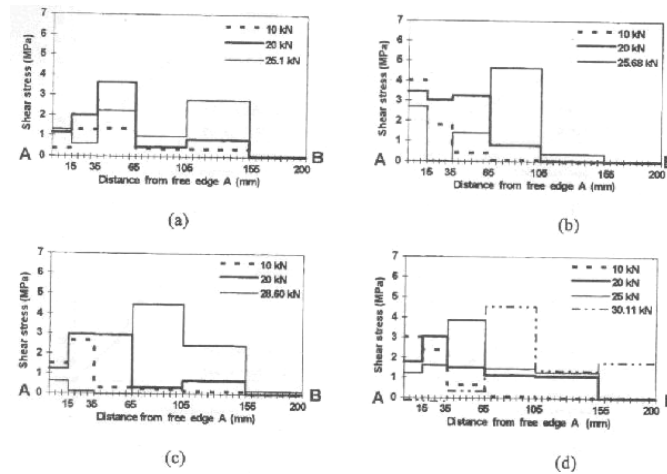 Shear stress (MPa)
7
6
5
4
3
2
1
0
10 kN
20 kN
25.1 kN
A
B
15 35 65 105 155 200
Distance from free edge A (mm)
(a)
Shear stress (MPa)
7
6
5
4
3
2
1
0
10 kN
20 kN
25.68 kN
A
B
15 35 65 105 155 200
Distance from free edge A (mm)
(b)
Shear stress (MPa)
7
6
5
4
3
2
1
0
10 kN
20 kN
28.60 kN
A
B
15 35 65 105 155 200
Distance from free edge A (mm)
(c)
Shear stress (MPa)
7
6
5
4
3
2
1
0
10 kN
20 kN
25 kN
30.11 kN
A
B
15 35 65 105 155 200
Distance from free edge A (mm)
(d)